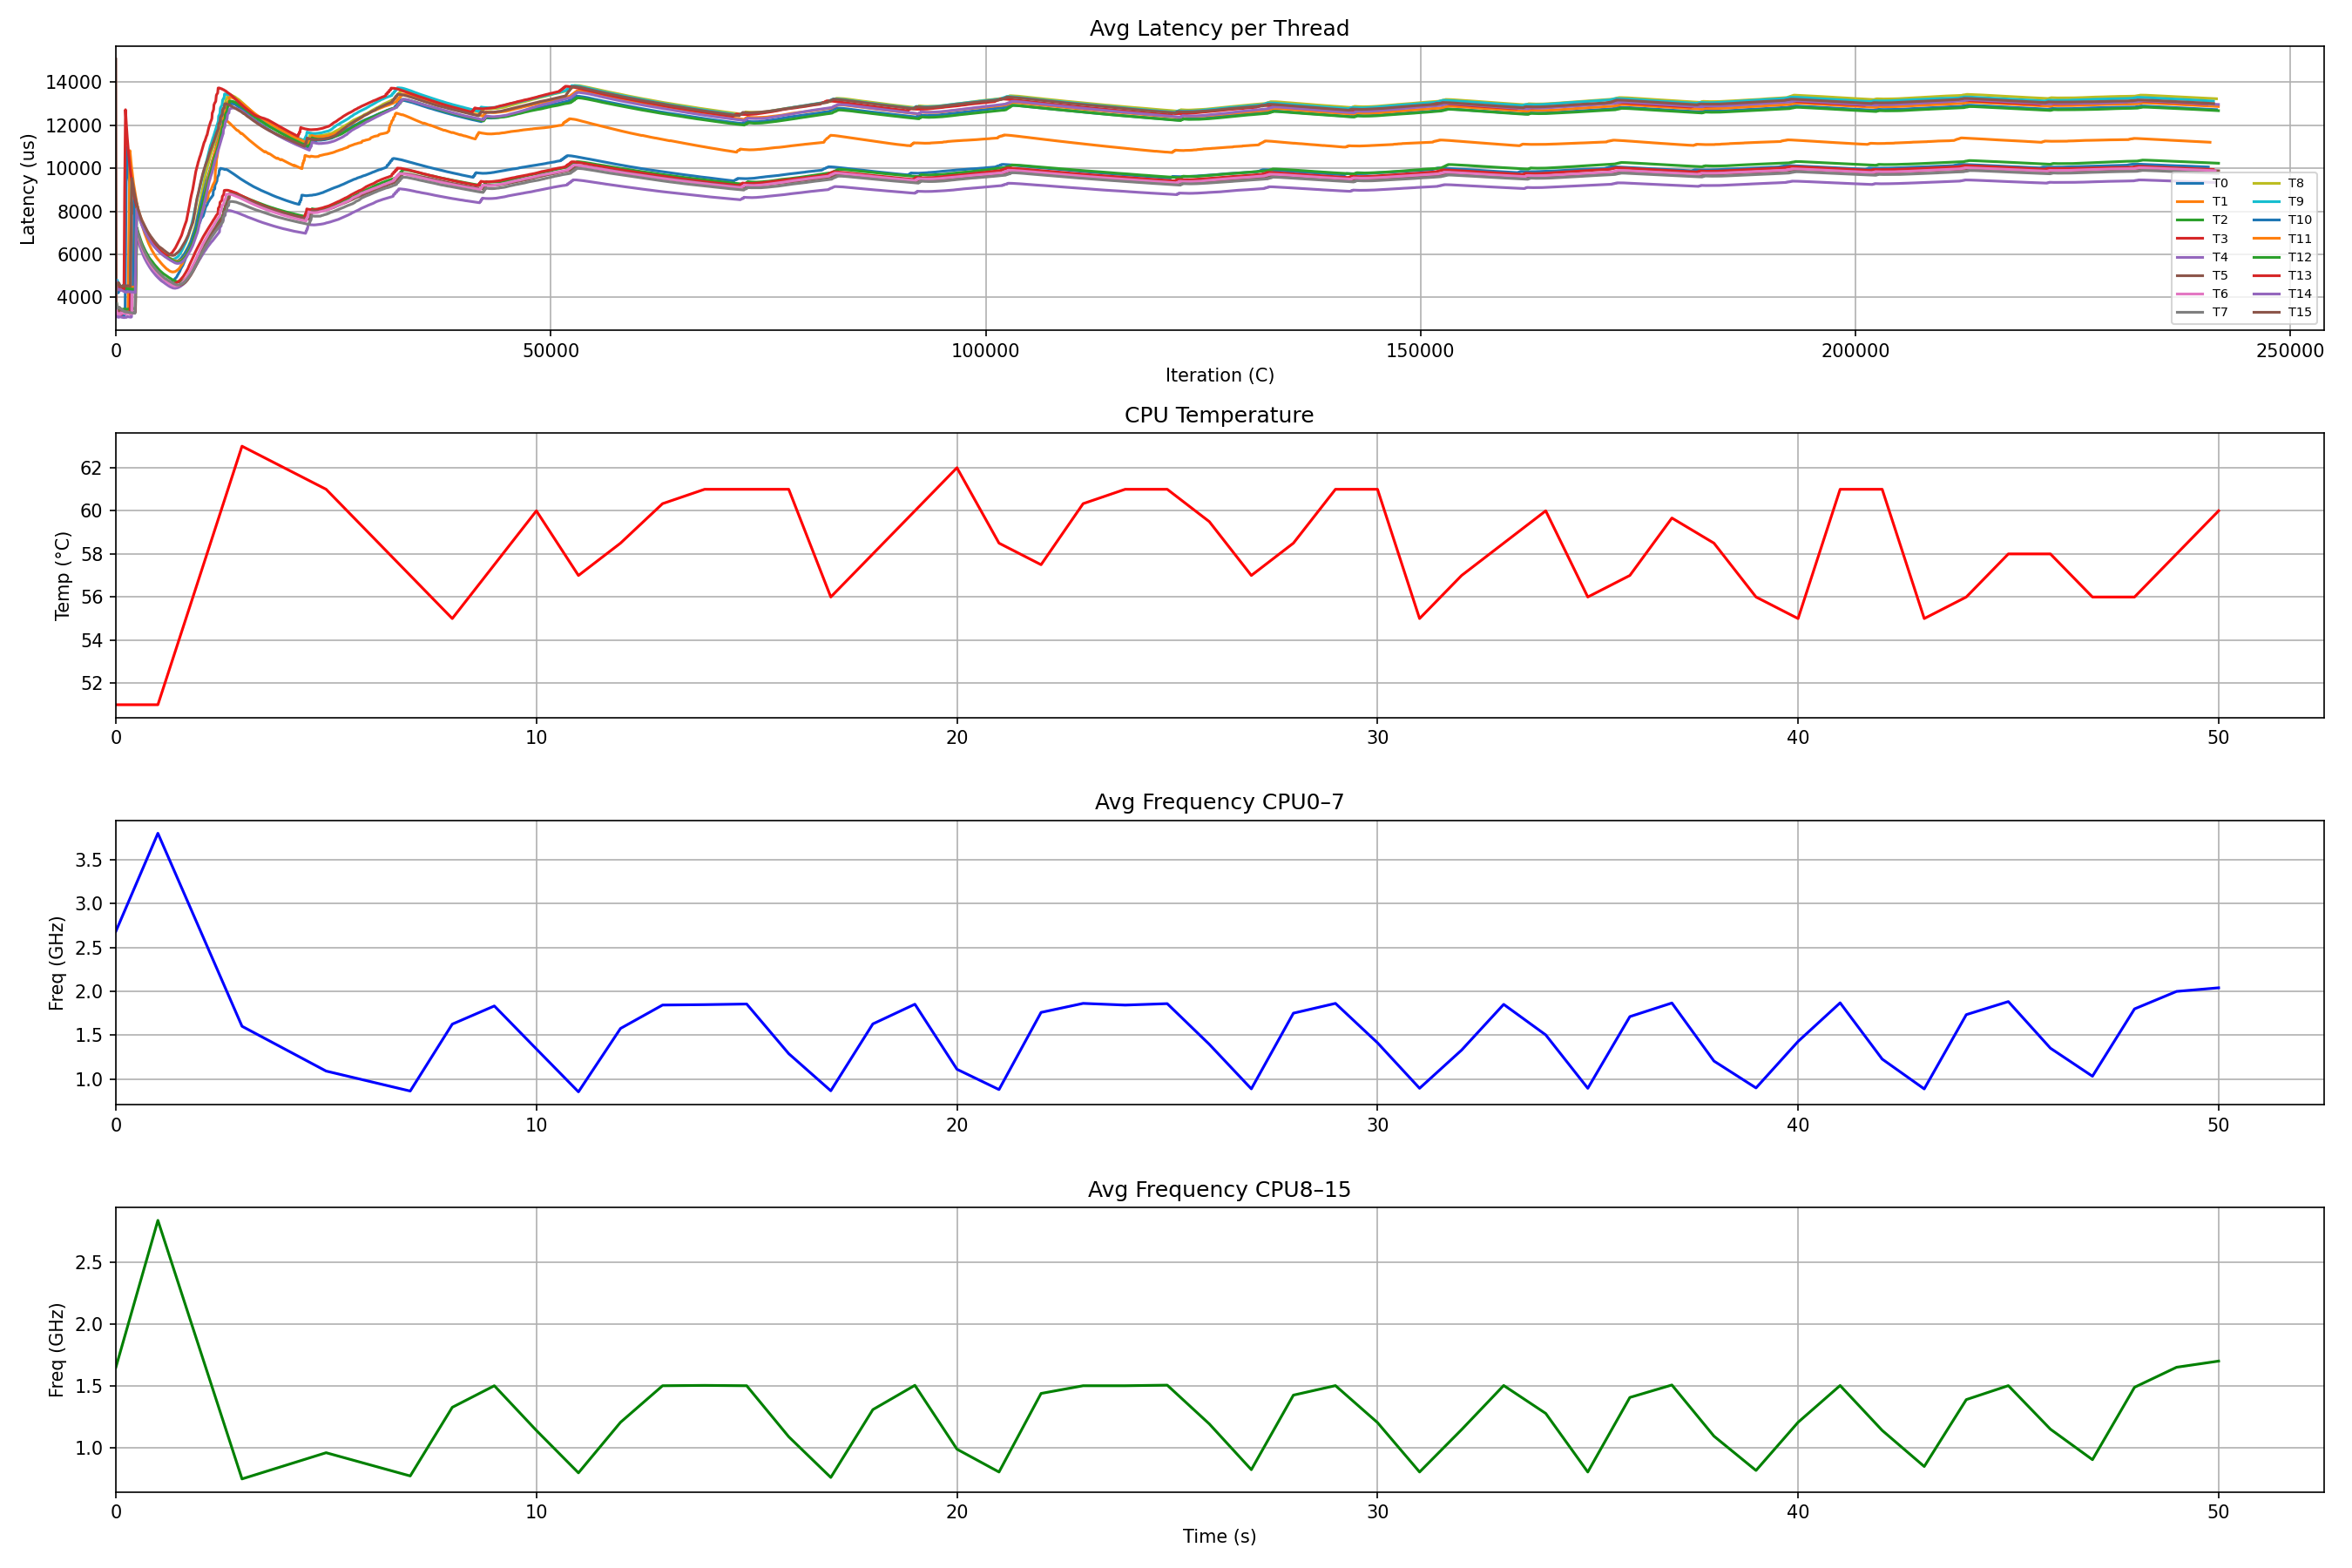 Avg Latency per Thread
Latency (us)
14000
12000
10000
8000
6000
4000
T0 T8
T1 T9
T2 T10
T3 T11
T4 T12
T5 T13
T6 T14
T7 T15
0 50000 100000 150000 200000 250000
Iteration (C)
CPU Temperature
Temp (°C)
62
60
58
56
54
52
0 10 20 30 40 50
Avg Frequency CPU0–7
Freq (GHz)
3.5
3.0
2.5
2.0
1.5
1.0
0 10 20 30 40 50
Avg Frequency CPU8–15
Freq (GHz)
2.5
2.0
1.5
1.0
0 10 20 30 40 50
Time (s)